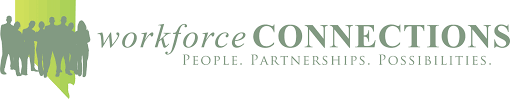 workforce CONNECTIONS
PEOPLE. PARTNERSHIPS. POSSIBILITIES.